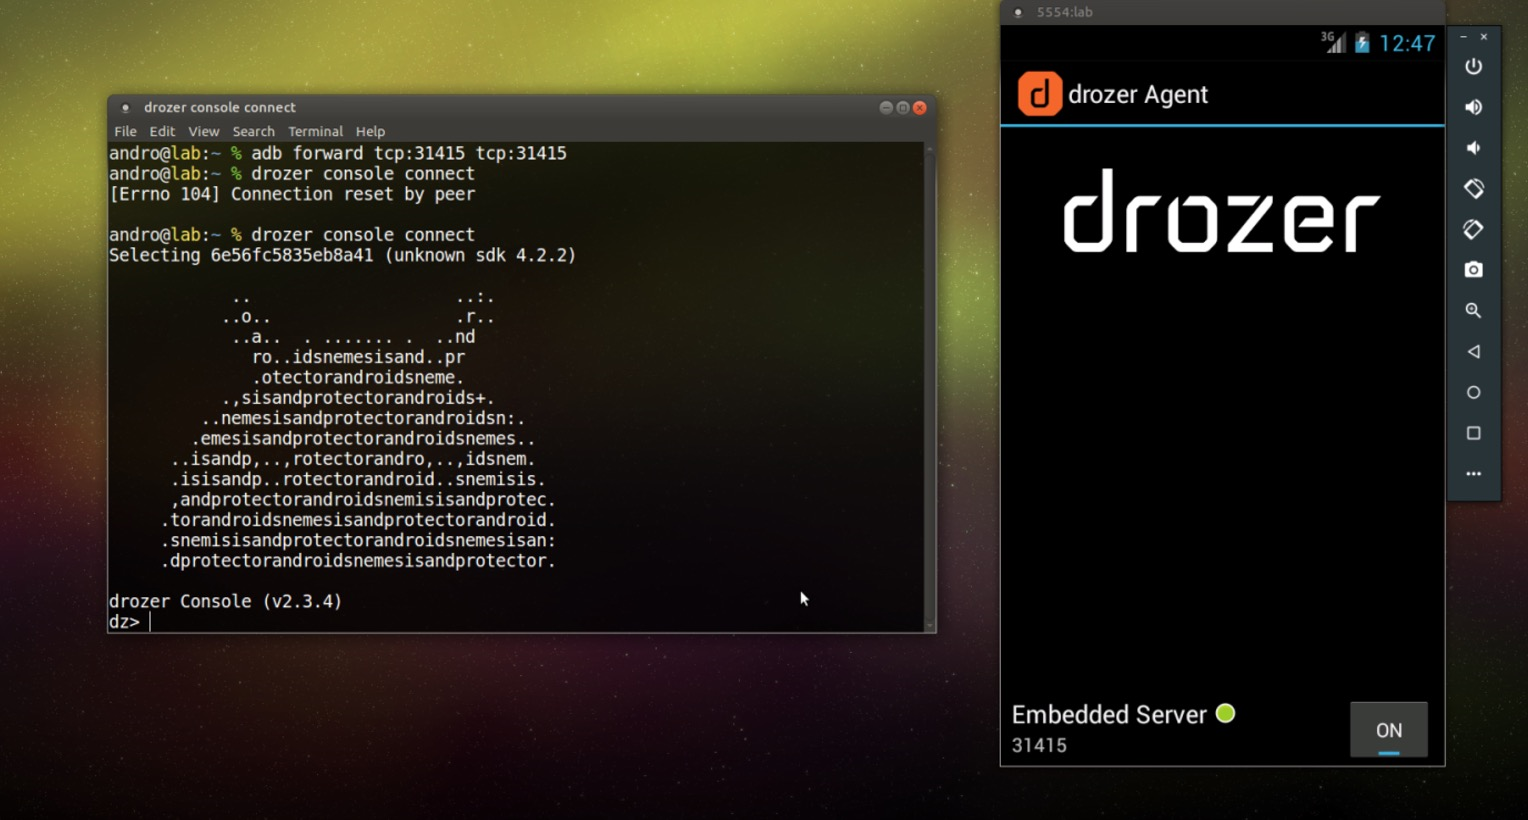 drozer console connect
File Edit View Search Terminal Help
andro@lab:~ % adb forward tcp:31415 tcp:31415
andro@lab:~ % drozer console connect
[Errno 104] Connection reset by peer
andro@lab:~ % drozer console connect
Selecting 6e56fc5835eb8a41 (unknown sdk 4.2.2)
..                    ..:.
..o..                  .r..
..a..  . ....... .  ..nd
ro..idsnemesisand..pr
.otectorandroidsneme.
.,sisandprotectorandroids+.
..nemesisandprotectorandroidsn:.
.emesisandprotectorandroidsnemes..
..isandp,..,rotectorandro,..,idsnem.
.isisandp..rotectorandroid..snemisis.
,andprotectorandroidsnemisisandprotec.
.torandroidsnemesisandprotectorandroid.
.snemisisandprotectorandroidsnemesisan:
.dprotectorandroidsnemesisandprotector.
drozer Console (v2.3.4)
dz>
5554:lab
3G 12:47
d drozer Agent
drozer
Embedded Server
31415
ON